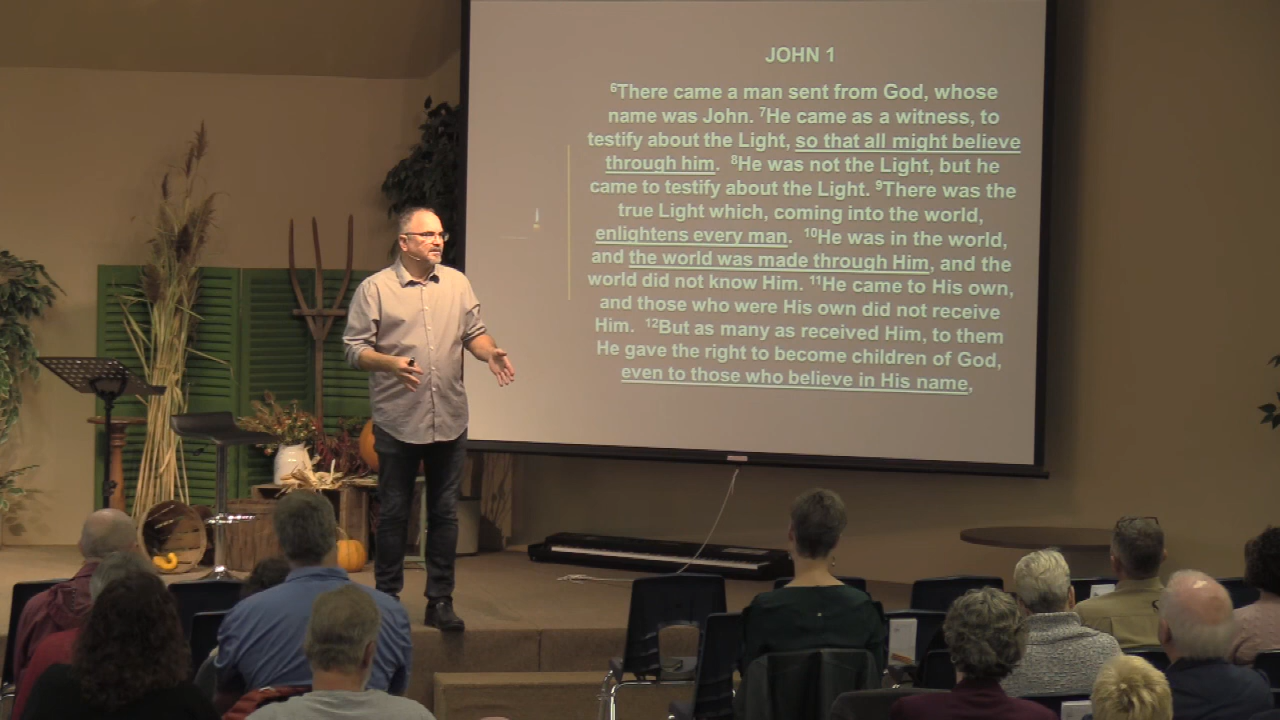 JOHN 1
⁶There came a man sent from God, whose
name was John. ⁷He came as a witness, to
testify about the Light, so that all might believe
through him. ⁸He was not the Light, but he
came to testify about the Light. ⁹There was the
true Light which, coming into the world,
enlightens every man. ¹⁰He was in the world,
and the world was made through Him, and the
world did not know Him. ¹¹He came to His own,
and those who were His own did not receive
Him. ¹²But as many as received Him, to them
He gave the right to become children of God,
even to those who believe in His name,